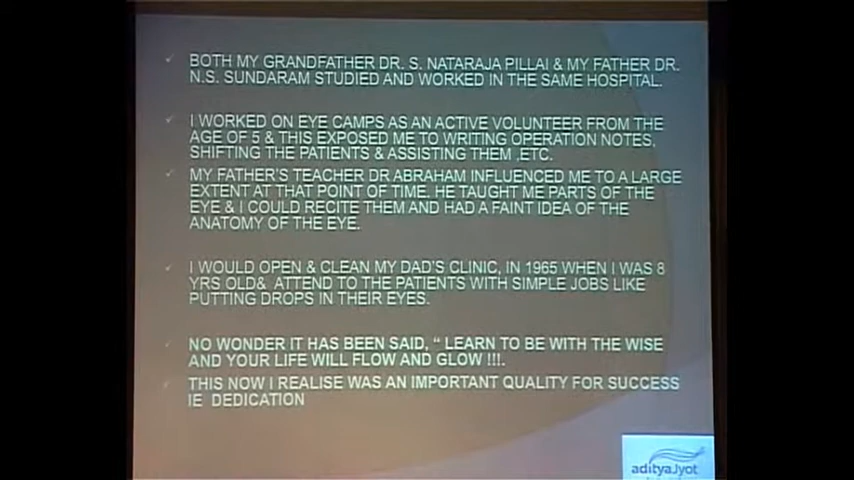 BOTH MY GRANDFATHER DR. S. NATARAJA PILLAI & MY FATHER DR.
N.S. SUNDARAM STUDIED AND WORKED IN THE SAME HOSPITAL.
I WORKED ON EYE CAMPS AS AN ACTIVE VOLUNTEER FROM THE
AGE OF 5 & THIS EXPOSED ME TO WRITING OPERATION NOTES,
SHIFTING THE PATIENTS & ASSISTING THEM ,ETC.
MY FATHER'S TEACHER DR ABRAHAM INFLUENCED ME TO A LARGE
EXTENT AT THAT POINT OF TIME. HE TAUGHT ME PARTS OF THE
EYE & I COULD RECITE THEM AND HAD A FAINT IDEA OF THE
ANATOMY OF THE EYE.
I WOULD OPEN & CLEAN MY DAD'S CLINIC, IN 1965 WHEN I WAS 8
YRS OLD& ATTEND TO THE PATIENTS WITH SIMPLE JOBS LIKE
PUTTING DROPS IN THEIR EYES.
NO WONDER IT HAS BEEN SAID, " LEARN TO BE WITH THE WISE
AND YOUR LIFE WILL FLOW AND GLOW !!!.
THIS NOW I REALISE WAS AN IMPORTANT QUALITY FOR SUCCESS
IE DEDICATION
adityaJyot